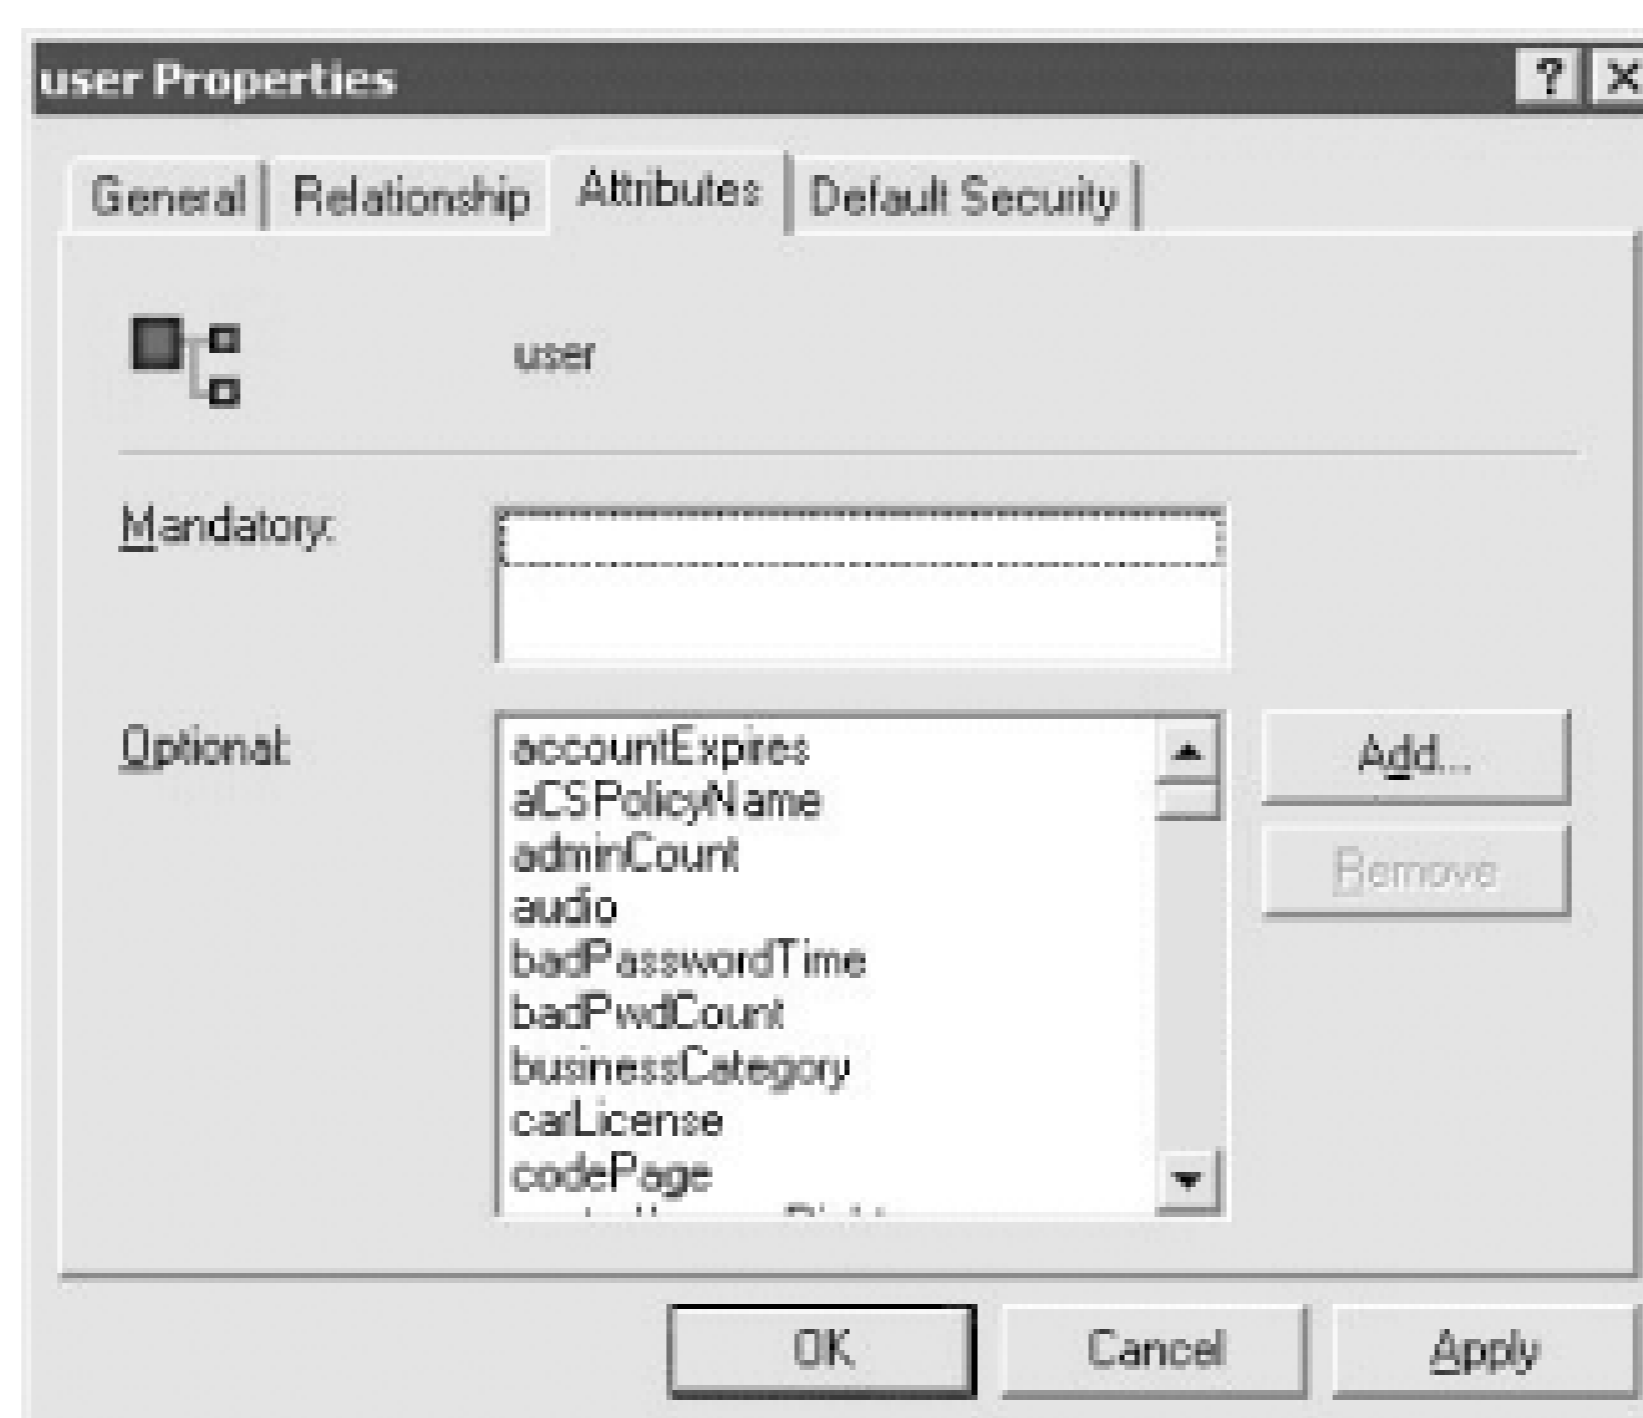 user Properties
General Relationship Attributes Default Security
user
Mandatory:
Optional:
accountExpires
aCSPolicyName
adminCount
audio
badPasswordTime
badPwdCount
businessCategory
carLicense
codePage
Add...
Remove
OK Cancel Apply